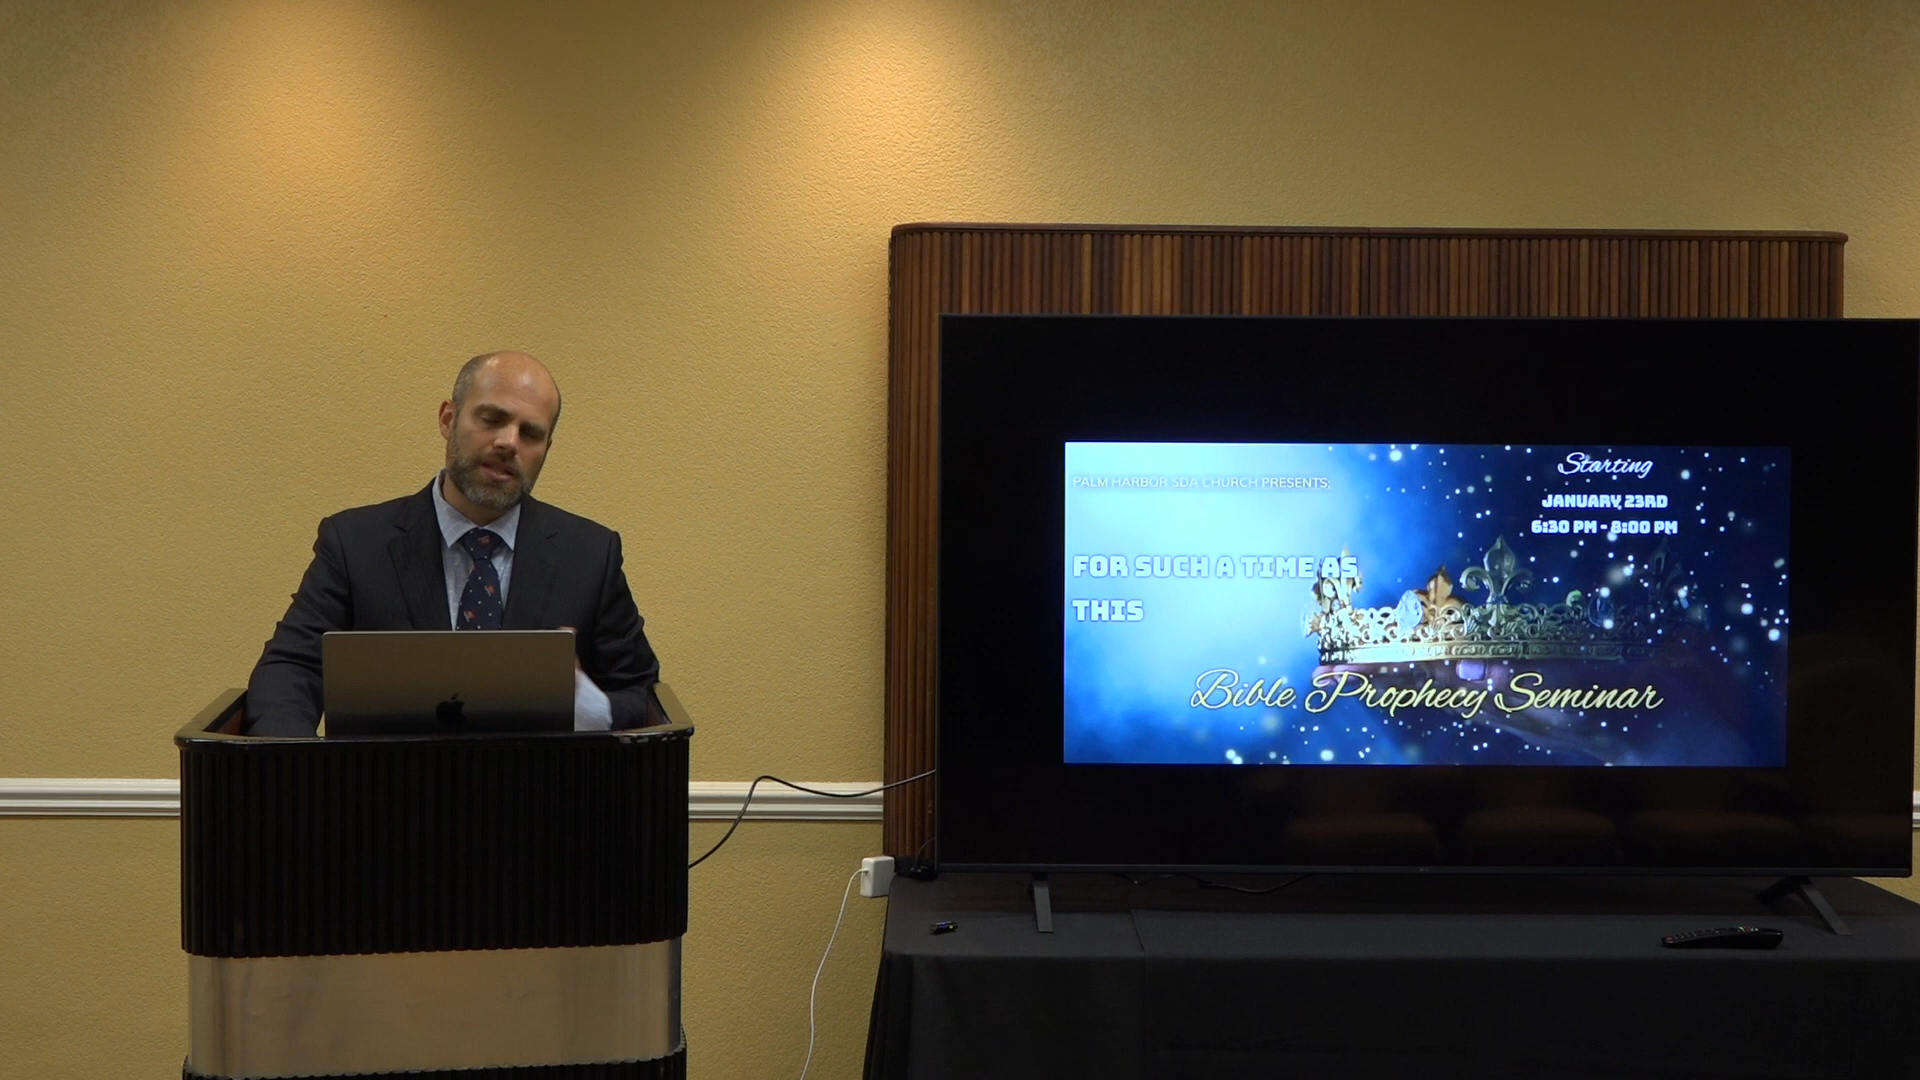 PALM HARBOR SDA CHURCH PRESENTS:
Starting
JANUARY 23RD
6:30 PM - 8:00 PM
FOR SUCH A TIME AS
THIS
Bible Prophecy Seminar